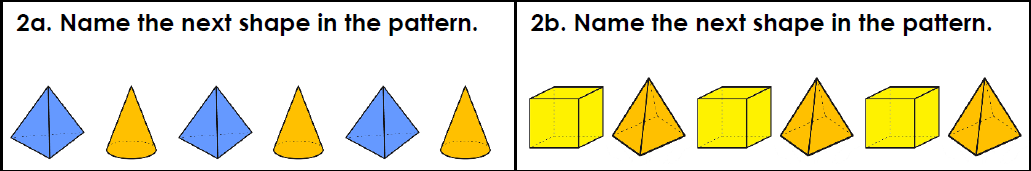 2a. Name the next shape in the pattern.
2b. Name the next shape in the pattern.